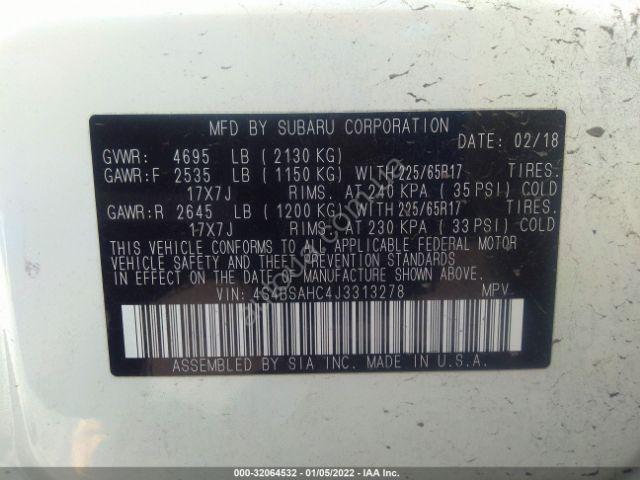 MFD BY SUBARU CORPORATION
DATE: 02/18
GVWR: 4695 LB ( 2130 KG)
GAWR:F 2535 LB ( 1150 KG) WITH 225/65R17 TIRES.
17X7J RIMS. AT 240 KPA ( 35 PSI) COLD
GAWR:R 2645 LB ( 1200 KG) WITH 225/65R17 TIRES.
17X7J RIMS. AT 230 KPA ( 33 PSI) COLD
THIS VEHICLE CONFORMS TO ALL APPLICABLE FEDERAL MOTOR
VEHICLE SAFETY AND THEFT PREVENTION STANDARDS
IN EFFECT ON THE DATE OF MANUFACTURE SHOWN ABOVE.
VIN: 4S4BSAHC4J3313278 MPV
ASSEMBLED BY SIA INC. MADE IN U.S.A.
000-32064532 - 01/05/2022 - 1AAI Inc.